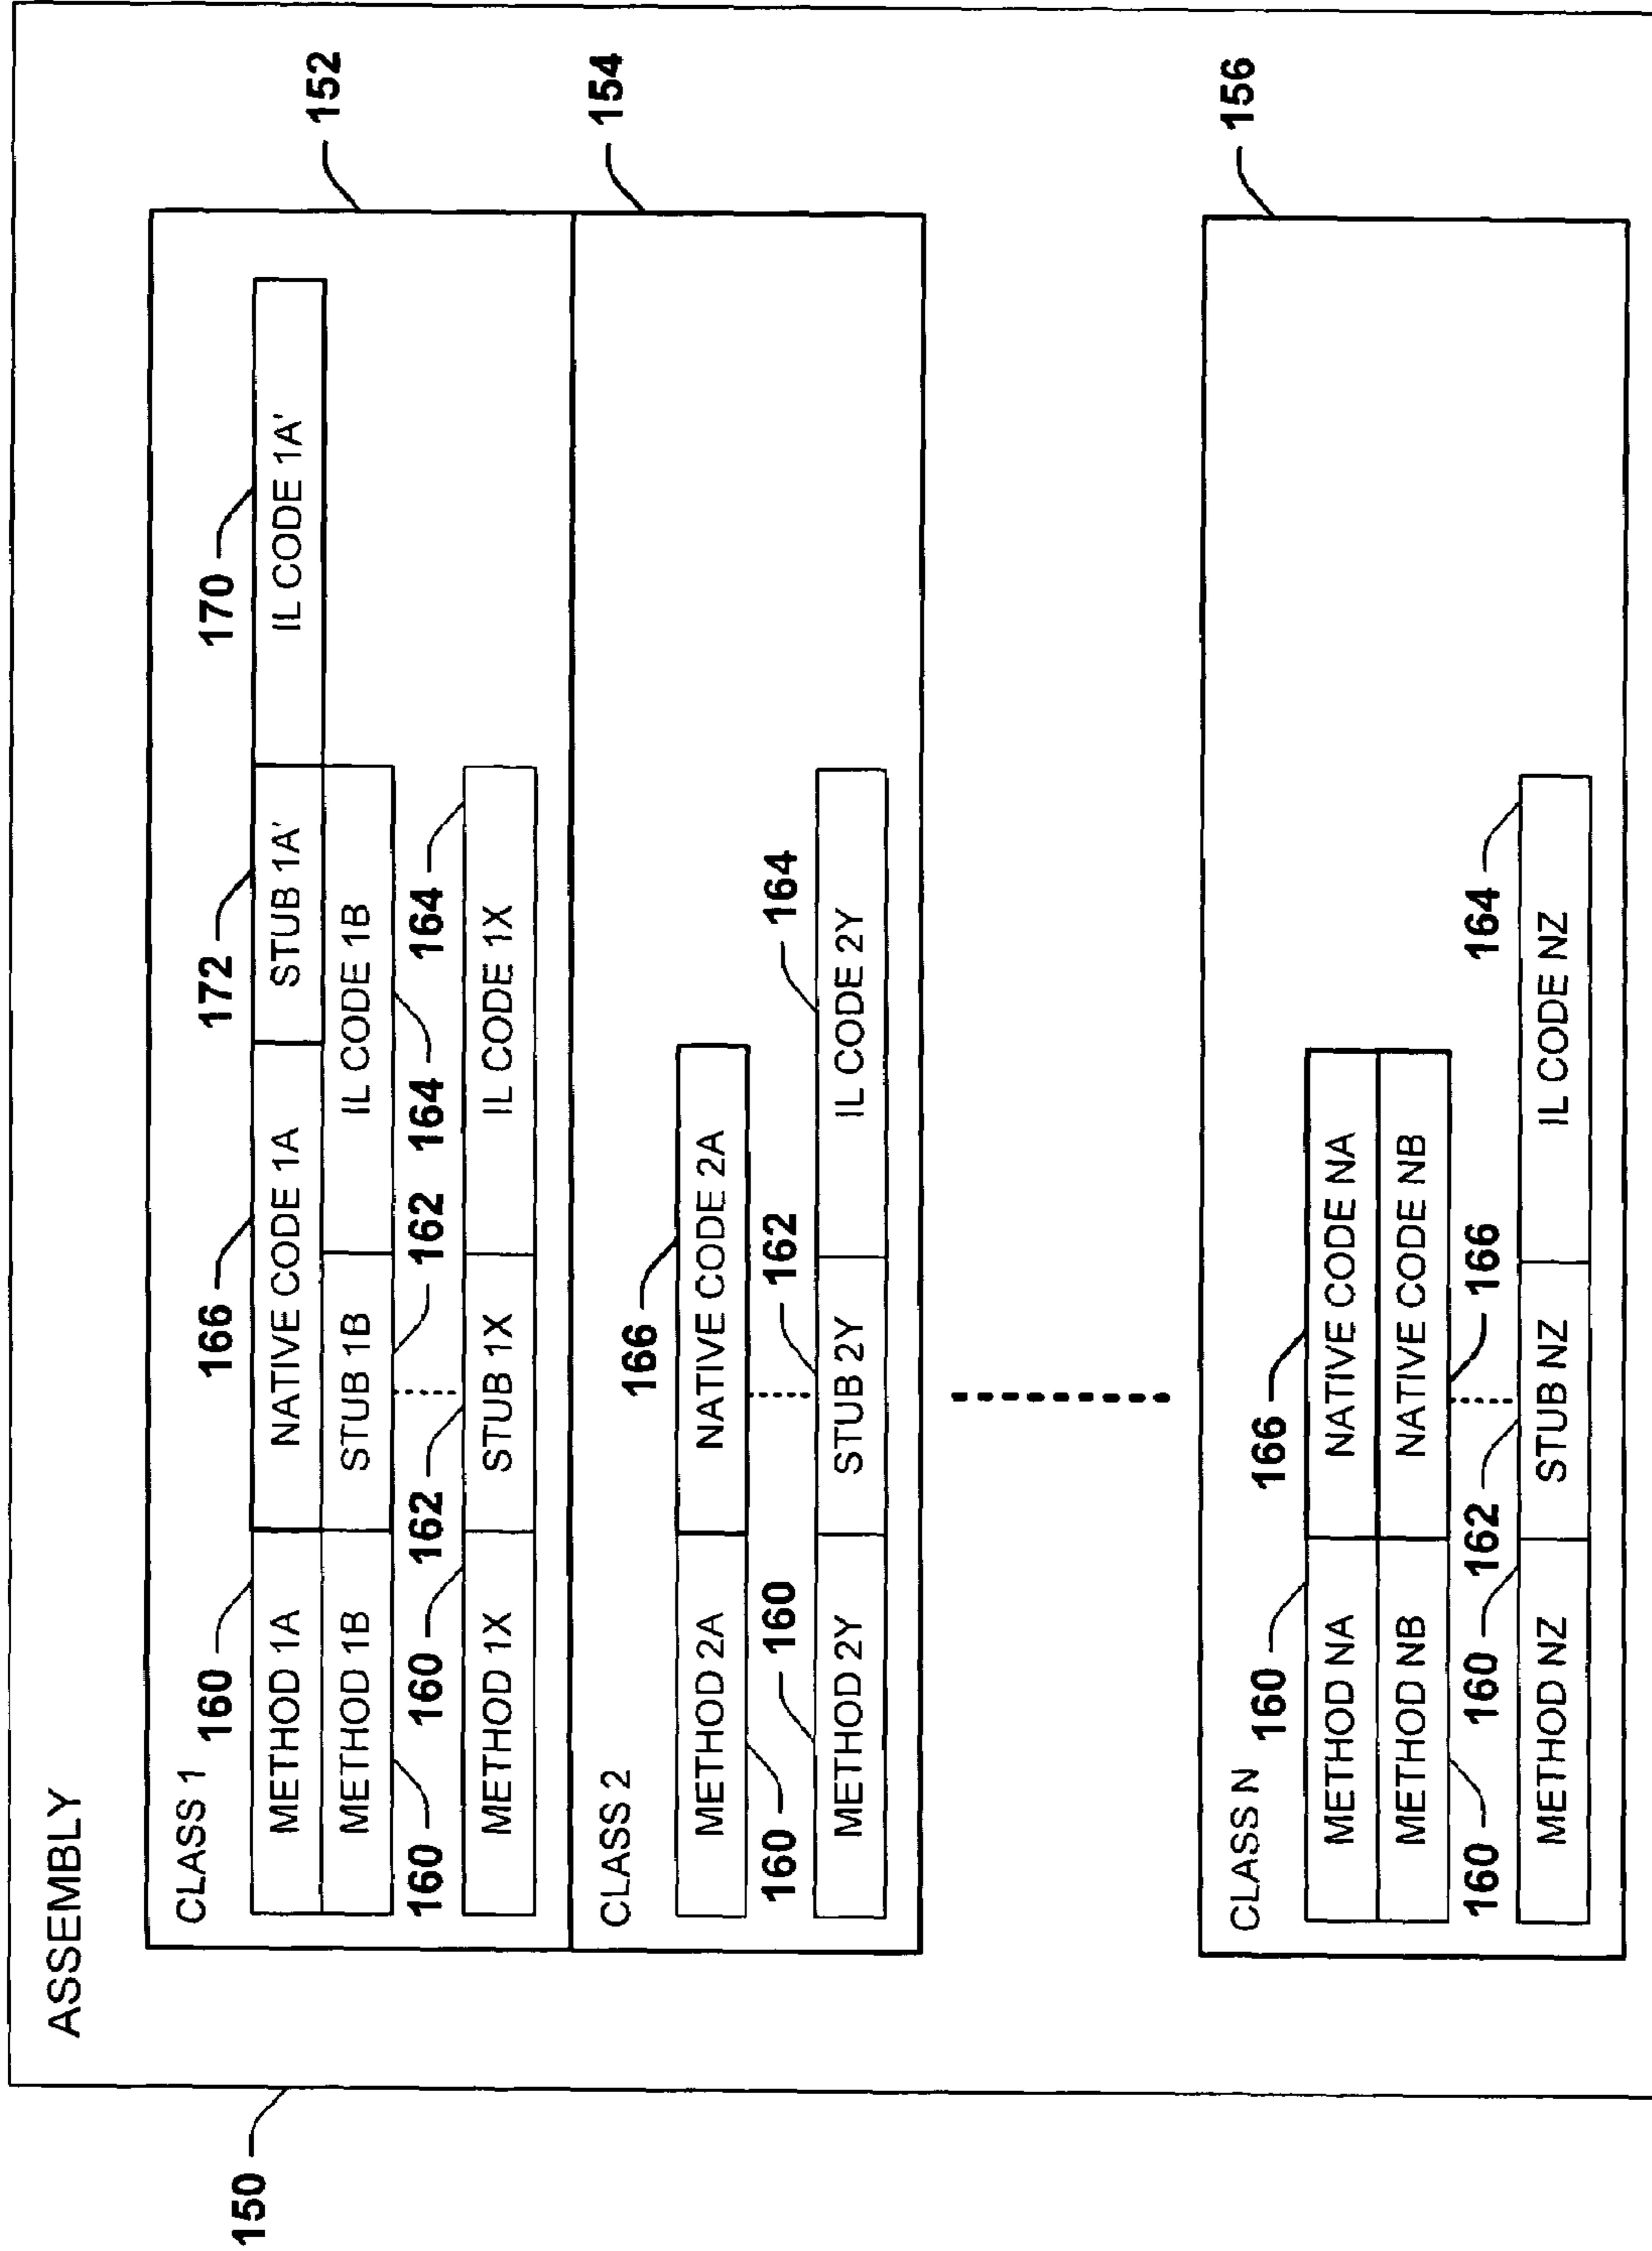 ASSEMBLY
150
152
CLASS 1
160
166
172
170
METHOD 1A
NATIVE CODE 1A
STUB 1A'
IL CODE 1A'
METHOD 1B
STUB 1B
IL CODE 1B
160
160
162
162
164
164
METHOD 1X
STUB 1X
IL CODE 1X
154
CLASS 2
166
METHOD 2A
NATIVE CODE 2A
160
160
162
164
METHOD 2Y
STUB 2Y
IL CODE 2Y
156
CLASS N
160
166
METHOD NA
NATIVE CODE NA
METHOD NB
NATIVE CODE NB
160
160
162
166
164
METHOD NZ
STUB NZ
IL CODE NZ